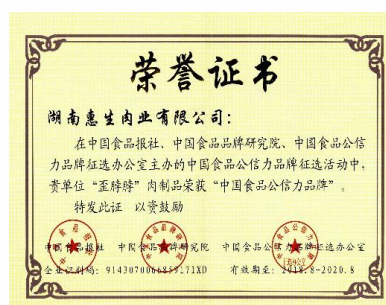 荣誉证书
湖南惠生肉业有限公司：
在中国食品报社、中国食品品牌研究院、中国食品公信
力品牌征选办公室主办的中国食品公信力品牌征选活动中，
贵单位“歪脖脖”肉制品荣获“中国食品公信力品牌”。
特发此证 以资鼓励
中国食品报社 中国食品品牌研究院 中国食品公信力品牌征选办公室
有效期至：2018.8-2020.8